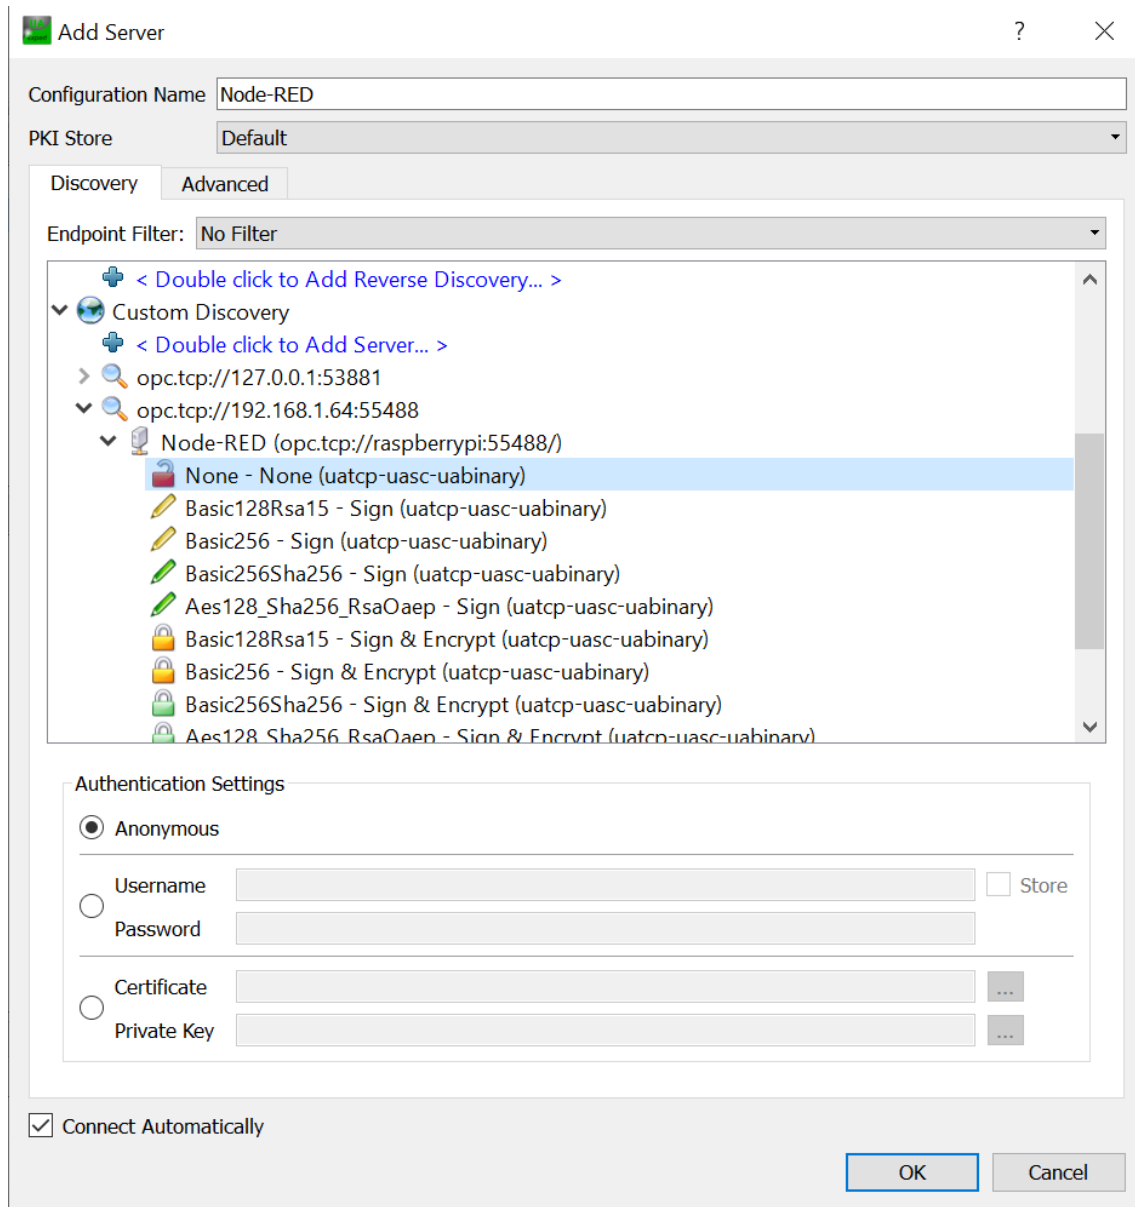 Add Server
?
Configuration Name Node-RED
PKI Store Default
Discovery Advanced
Endpoint Filter: No Filter
< Double click to Add Reverse Discovery... >
Custom Discovery
< Double click to Add Server... >
opc.tcp://127.0.0.1:53881
opc.tcp://192.168.1.64:55488
Node-RED (opc.tcp://raspberrypi:55488/)
None - None (uatcp-uasc-uabinary)
Basic128Rsa15 - Sign (uatcp-uasc-uabinary)
Basic256 - Sign (uatcp-uasc-uabinary)
Basic256Sha256 - Sign (uatcp-uasc-uabinary)
Aes128_Sha256_RsaOaep - Sign (uatcp-uasc-uabinary)
Basic128Rsa15 - Sign & Encrypt (uatcp-uasc-uabinary)
Basic256 - Sign & Encrypt (uatcp-uasc-uabinary)
Basic256Sha256 - Sign & Encrypt (uatcp-uasc-uabinary)
Aes128_Sha256_RsaOaep - Sign & Encrypt (uatcp-uasc-uabinary)
Authentication Settings
Anonymous
Username
Store
Password
Certificate ...
Private Key ...
Connect Automatically
OK Cancel